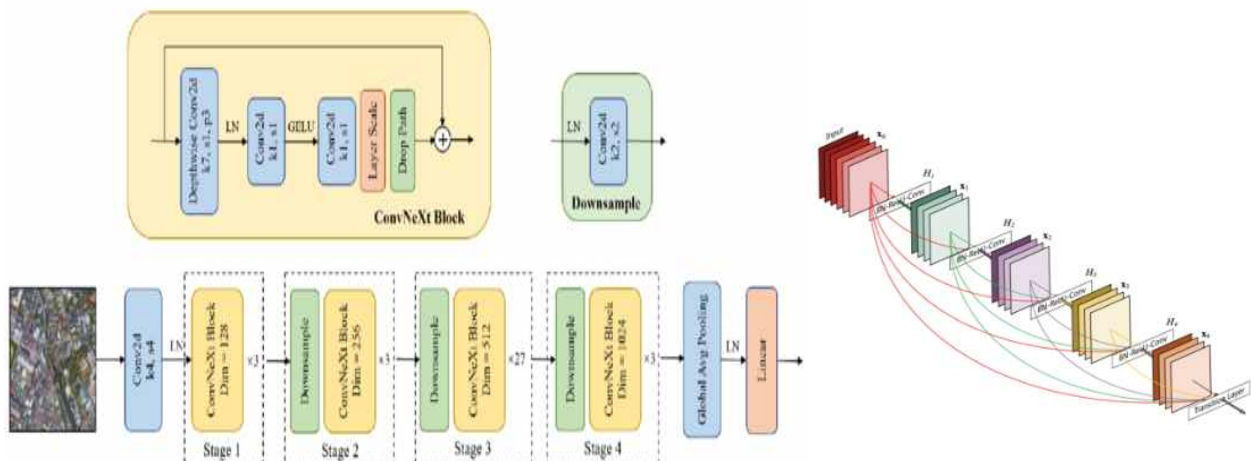 Depthwise Conv2d
k7, s1, p3
LN
Conv2d
k1, s1
GELU
Conv2d
k1, s1
Layer Scale
Drop Path
+
ConvNeXt Block
LN
Conv2d
k2, s2
Downsample
Conv2d
k4, s4
LN
ConvNeXt Block
Dim = 128
×3
Stage 1
Downsample
ConvNeXt Block
Dim = 256
×3
Stage 2
Downsample
ConvNeXt Block
Dim = 512
×27
Stage 3
Downsample
ConvNeXt Block
Dim = 1024
×3
Stage 4
Global Avg Pooling
LN
Linear
Input
x0
H1
BN-ReLU-Conv
x1
H2
BN-ReLU-Conv
x2
H3
BN-ReLU-Conv
x3
H4
BN-ReLU-Conv
x4
Transition Layer